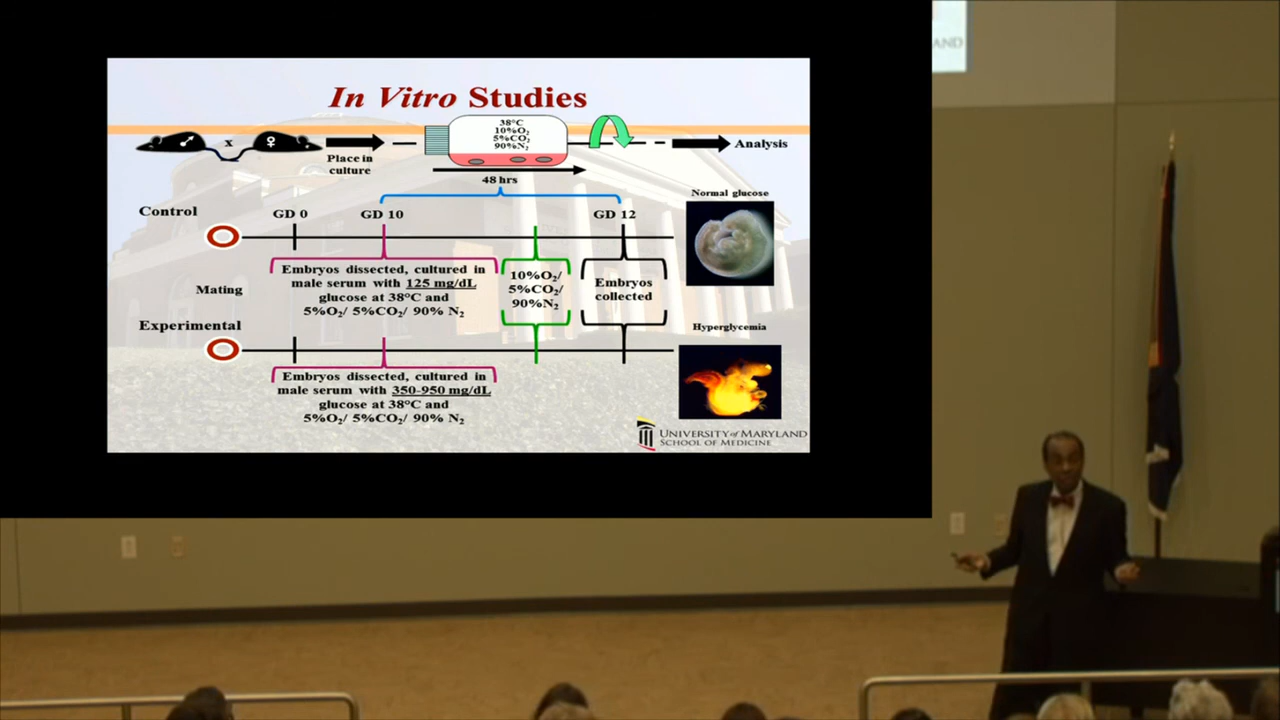 AND
In Vitro Studies
♂ x ♀
Place in
culture
38°C
10%O₂
5%CO₂
90%N₂
48 hrs
Analysis
Control
GD 0
GD 10
GD 12
Normal glucose
Embryos dissected, cultured in
male serum with 125 mg/dL
glucose at 38°C and
5%O₂/ 5%CO₂/ 90% N₂
10%O₂/
5%CO₂/
90%N₂
Embryos
collected
Mating
Experimental
Hyperglycemia
Embryos dissected, cultured in
male serum with 350-950 mg/dL
glucose at 38°C and
5%O₂/ 5%CO₂/ 90% N₂
UNIVERSITY of MARYLAND
SCHOOL OF MEDICINE